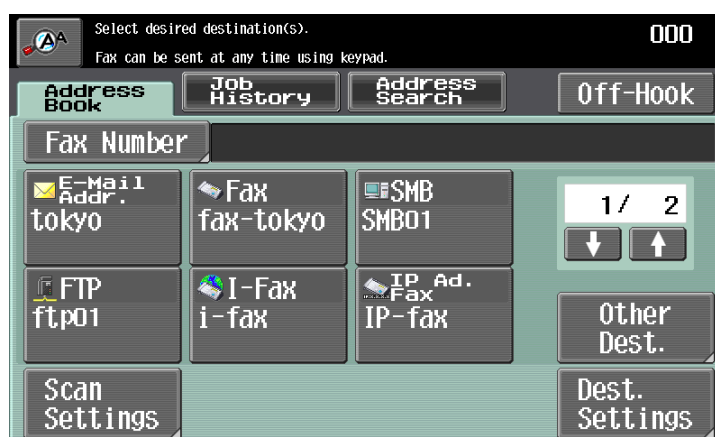 Select desired destination(s).
Fax can be sent at any time using keypad.
000
Address
Book
Job
History
Address
Search
Off-Hook
Fax Number
E-Mail
Addr.
tokyo
Fax
fax-tokyo
SMB
SMB01
1/ 2
FTP
ftp01
I-Fax
i-fax
IP Ad.
Fax
IP-fax
Other
Dest.
Scan
Settings
Dest.
Settings